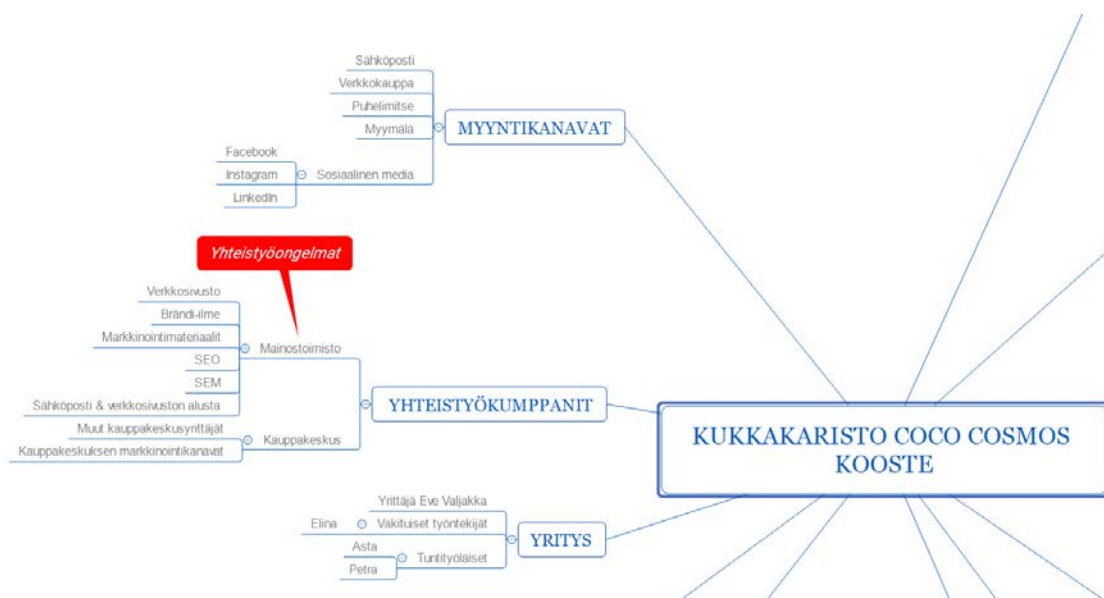 Sähköposti
Verkkokauppa
Puhelimitse
Myymälä
MYYNTIKANAVAT
Facebook
Instagram
LinkedIn
Sosiaalinen media
Yhteistyöongelmat
Verkkosivusto
Brändi-ilme
Markkinointimateriaalit
SEO
SEM
Sähköposti & verkkosivuston alusta
Mainostoimisto
YHTEISTYÖKUMPPANIT
Muut kauppakeskusyrittäjät
Kauppakeskuksen markkinointikanavat
Kauppakeskus
KUKKAKARISTO COCO COSMOS
KOOSTE
Yrittäjä Eve Valjakka
Elina
Vakituiset työntekijät
YRITYS
Asta
Petra
Tuntityöläiset